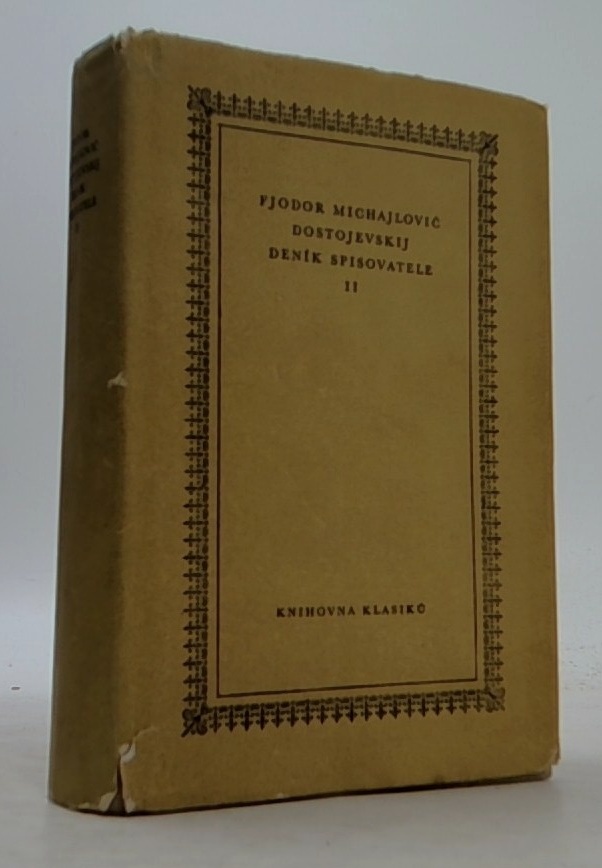 FJODOR MICHAJLOVIČ
DOSTOJEVSKIJ
DENÍK SPISOVATELE
II
KNIHOVNA KLASIKŮ